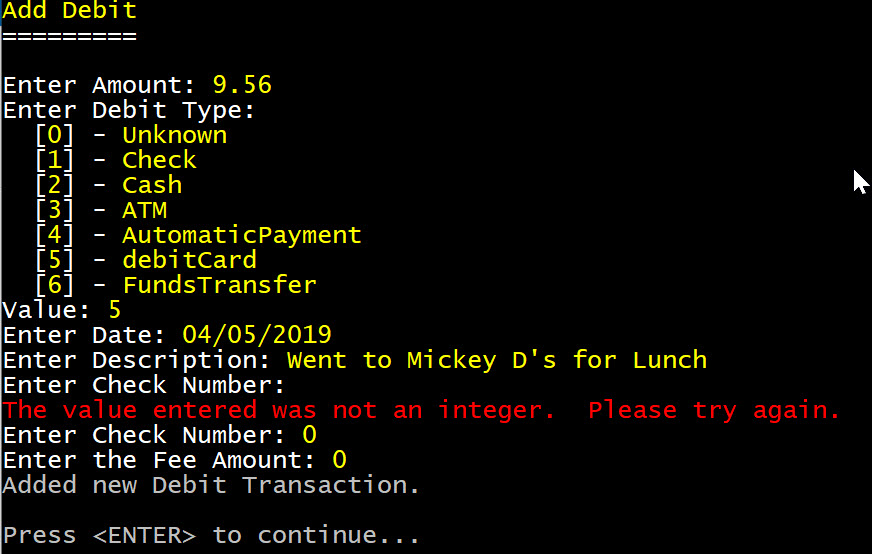 Add Debit
=========
Enter Amount: 9.56
Enter Debit Type:
[0] - Unknown
[1] - Check
[2] - Cash
[3] - ATM
[4] - AutomaticPayment
[5] - debitCard
[6] - FundsTransfer
Value: 5
Enter Date: 04/05/2019
Enter Description: Went to Mickey D's for Lunch
Enter Check Number:
The value entered was not an integer.  Please try again.
Enter Check Number: 0
Enter the Fee Amount: 0
Added new Debit Transaction.
Press <ENTER> to continue...